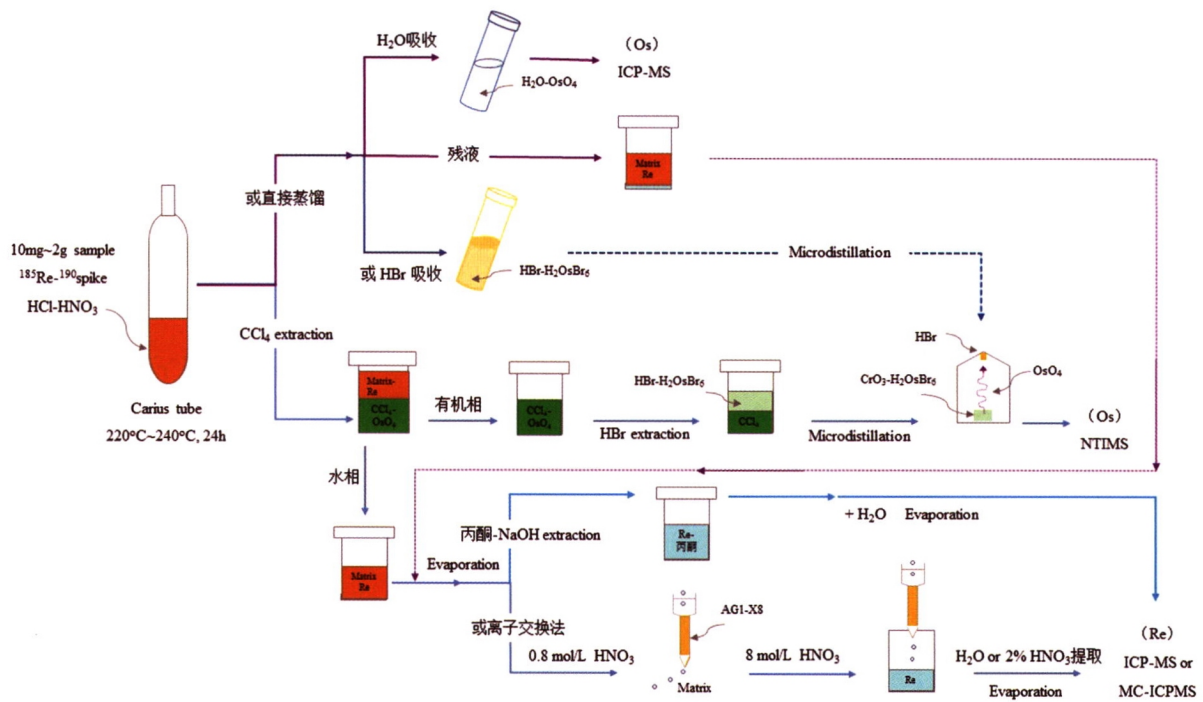 H₂O吸收
（Os）
ICP-MS
H₂O-OsO₄
残液
Matrix
Re
或直接蒸馏
10mg~2g sample
¹⁸⁵Re-¹⁹⁰spike
HCl-HNO₃
或 HBr 吸收
HBr-H₂OsBr₆
Microdistillation
CCl₄ extraction
HBr
CrO₃-H₂OsBr₆
OsO₄
Carius tube
220°C~240°C, 24h
Matrix-
Re
CCl₄-
OsO₄
有机相
CCl₄-
OsO₄
HBr extraction
HBr-H₂OsBr₆
CCl₄
Microdistillation
（Os）
NTIMS
水相
丙酮-NaOH extraction
Re-
丙酮
+ H₂O Evaporation
Matrix
Re
Evaporation
或离子交换法
0.8 mol/L HNO₃
AG1-X8
Matrix
8 mol/L HNO₃
Re
H₂O or 2% HNO₃提取
Evaporation
（Re）
ICP-MS or
MC-ICPMS